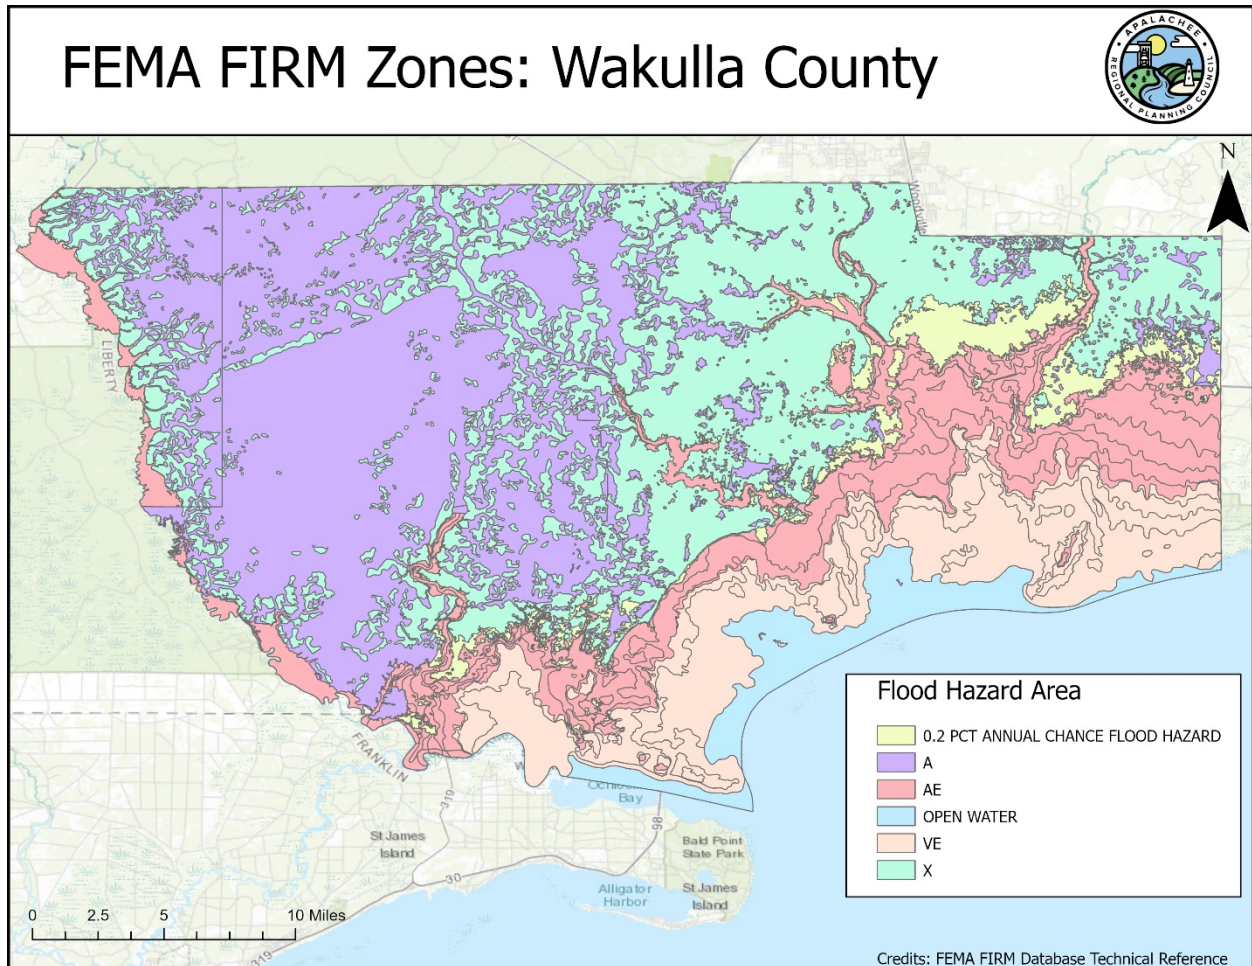 FEMA FIRM Zones: Wakulla County
APALACHEE
REGIONAL PLANNING COUNCIL
N
Woodville
LIBERTY
FRANKLIN
319
Bay
98
St James
Island
Bald Point
State Park
30
Alligator
Harbor
St James
Island
319
0 2.5 5 10 Miles
Flood Hazard Area
0.2 PCT ANNUAL CHANCE FLOOD HAZARD
A
AE
OPEN WATER
VE
X
Credits: FEMA FIRM Database Technical Reference